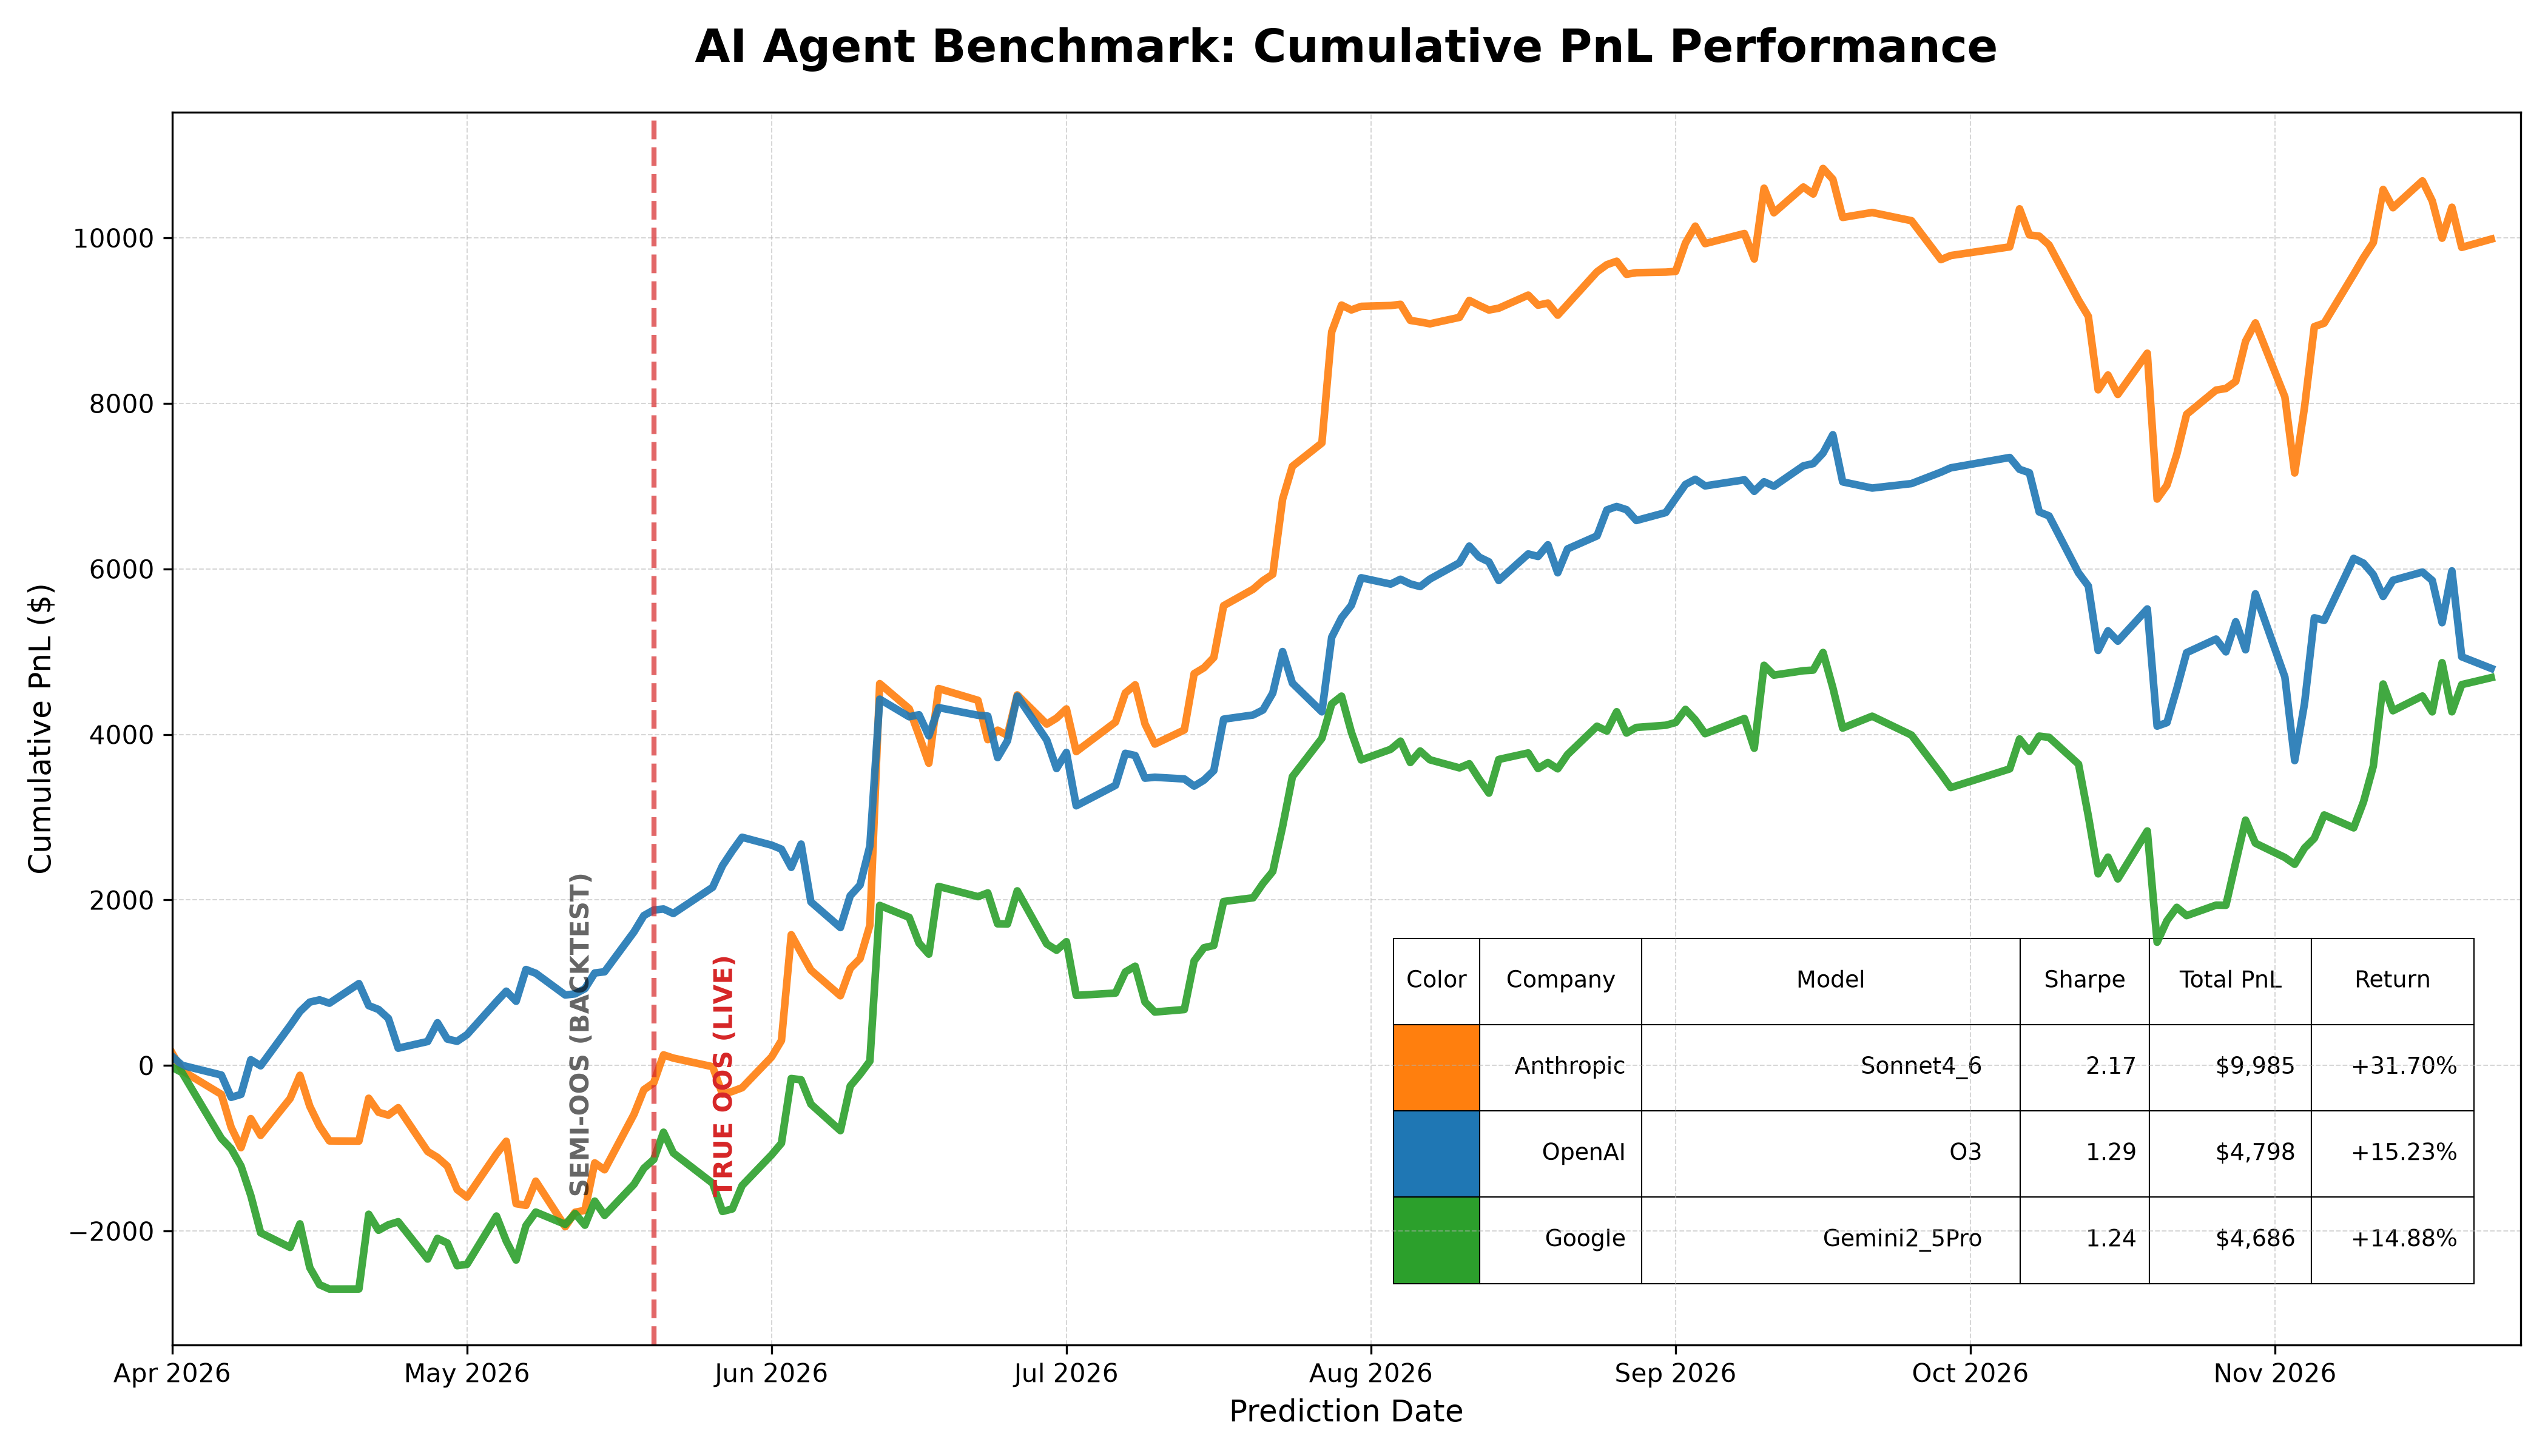 AI Agent Benchmark: Cumulative PnL Performance
Cumulative PnL ($)
10000
8000
6000
4000
2000
0
−2000
SEMI-OOS (BACKTEST)
TRUE OOS (LIVE)
Color Company Model Sharpe Total PnL Return
Anthropic Sonnet4_6 2.17 $9,985 +31.70%
OpenAI O3 1.29 $4,798 +15.23%
Google Gemini2_5Pro 1.24 $4,686 +14.88%
Apr 2026 May 2026 Jun 2026 Jul 2026 Aug 2026 Sep 2026 Oct 2026 Nov 2026
Prediction Date